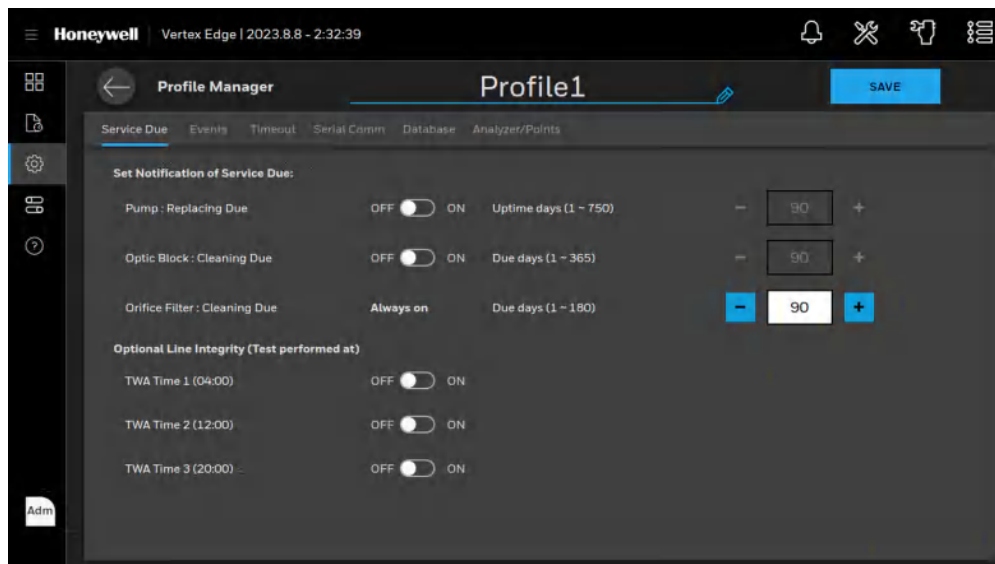 Honeywell Vertex Edge | 2023.8.8 - 2:32:39
Profile Manager Profile1 SAVE
Service Due Events Timeout Serial Comm Database Analyzer/Points
Set Notification of Service Due:
Pump : Replacing Due OFF ON Uptime days (1 ~ 750) - 90 +
Optic Block : Cleaning Due OFF ON Due days (1 ~ 365) - 90 +
Orifice Filter : Cleaning Due Always on Due days (1 ~ 180) - 90 +
Optional Line Integrity (Test performed at)
TWA Time 1 (04:00) OFF ON
TWA Time 2 (12:00) OFF ON
TWA Time 3 (20:00) OFF ON
Adm